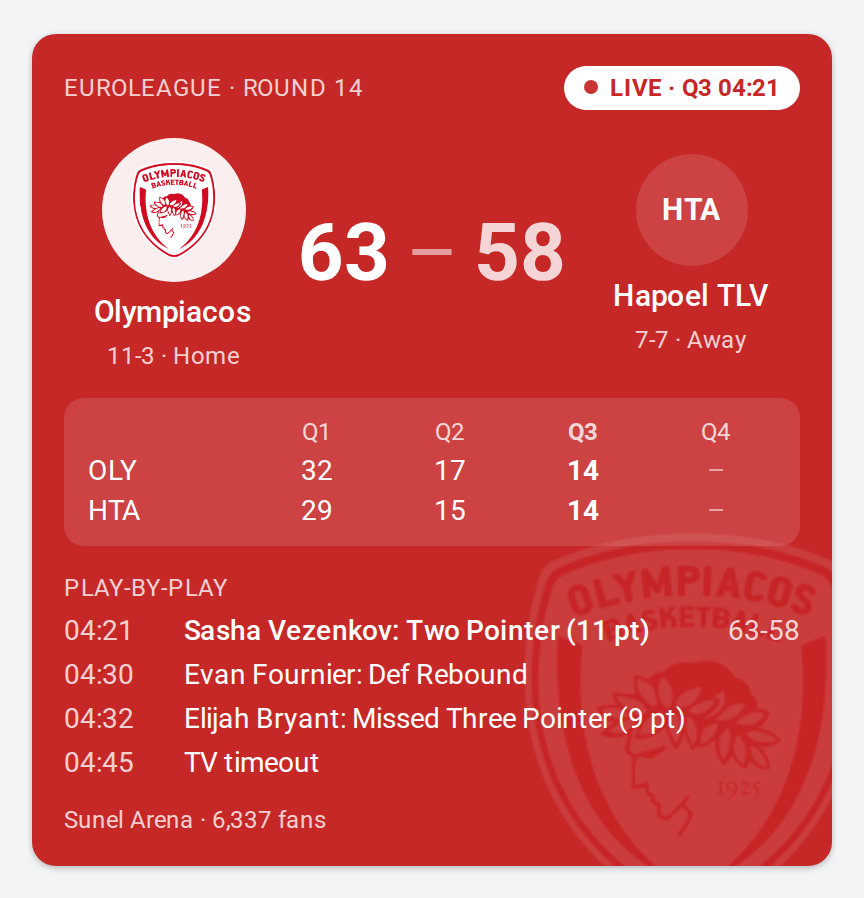 EUROLEAGUE · ROUND 14
LIVE · Q3 04:21
OLYMPIACOS
BASKETBALL
1925
HTA
63 – 58
Olympiacos
Hapoel TLV
11-3 · Home
7-7 · Away
Q1 Q2 Q3 Q4
OLY 32 17 14 –
HTA 29 15 14 –
PLAY-BY-PLAY
04:21 Sasha Vezenkov: Two Pointer (11 pt) 63-58
04:30 Evan Fournier: Def Rebound
04:32 Elijah Bryant: Missed Three Pointer (9 pt)
04:45 TV timeout
Sunel Arena · 6,337 fans
OLYMPIACOS
BASKETBALL
1925